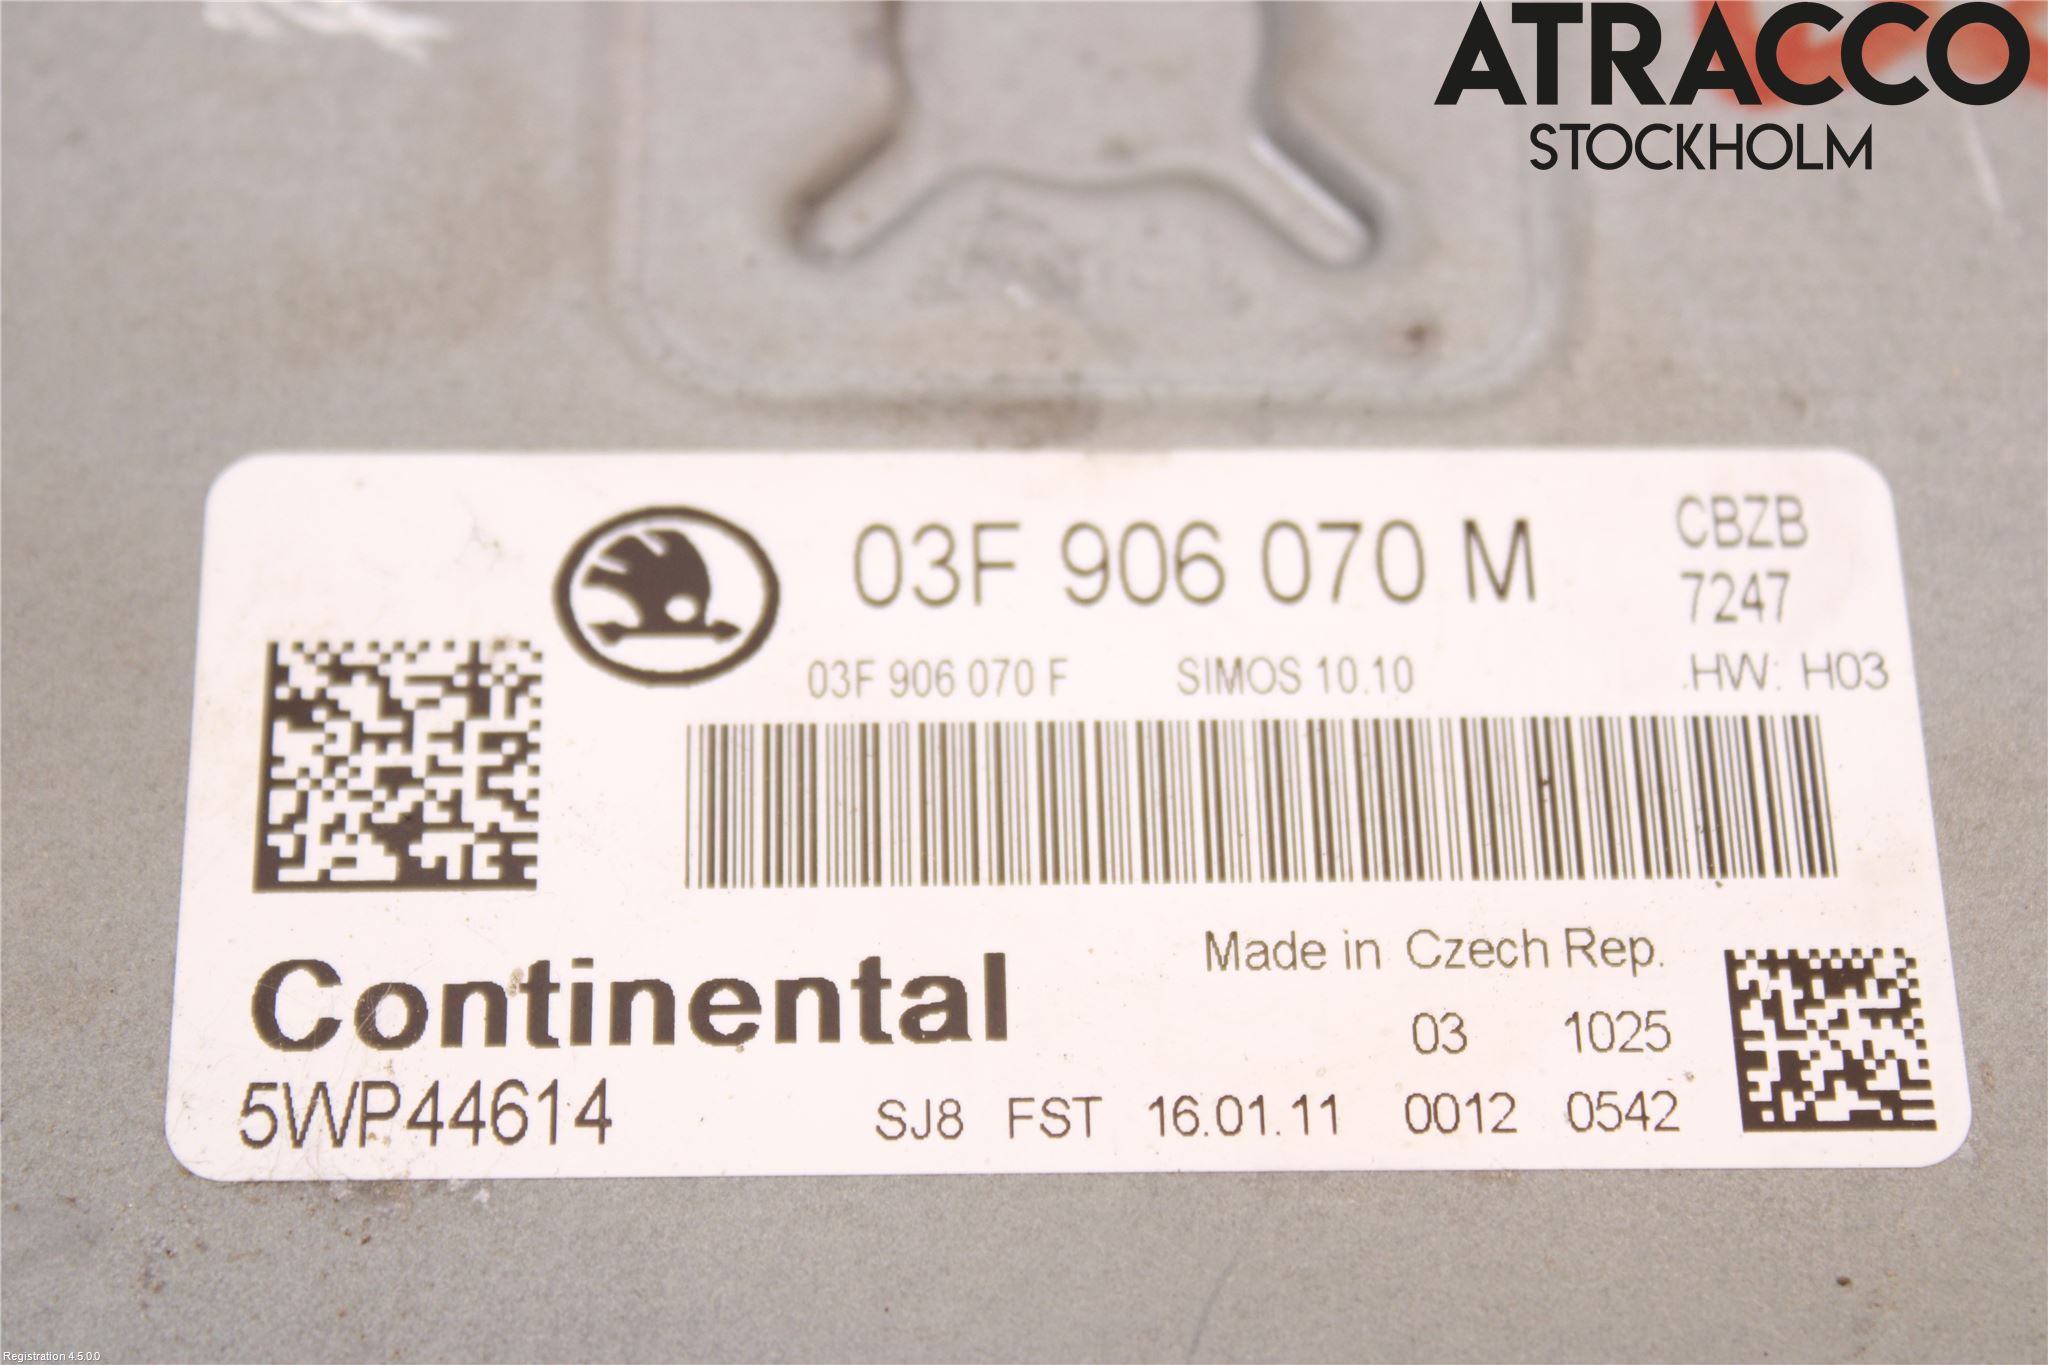 ATRACCO
STOCKHOLM
03F 906 070 M
CBZB
7247
03F 906 070 F SIMOS 10.10 HW: H03
Continental
Made in Czech Rep.
03 1025
5WP44614 SJ8 FST 16.01.11 0012 0542
Registration 4.5.0.0